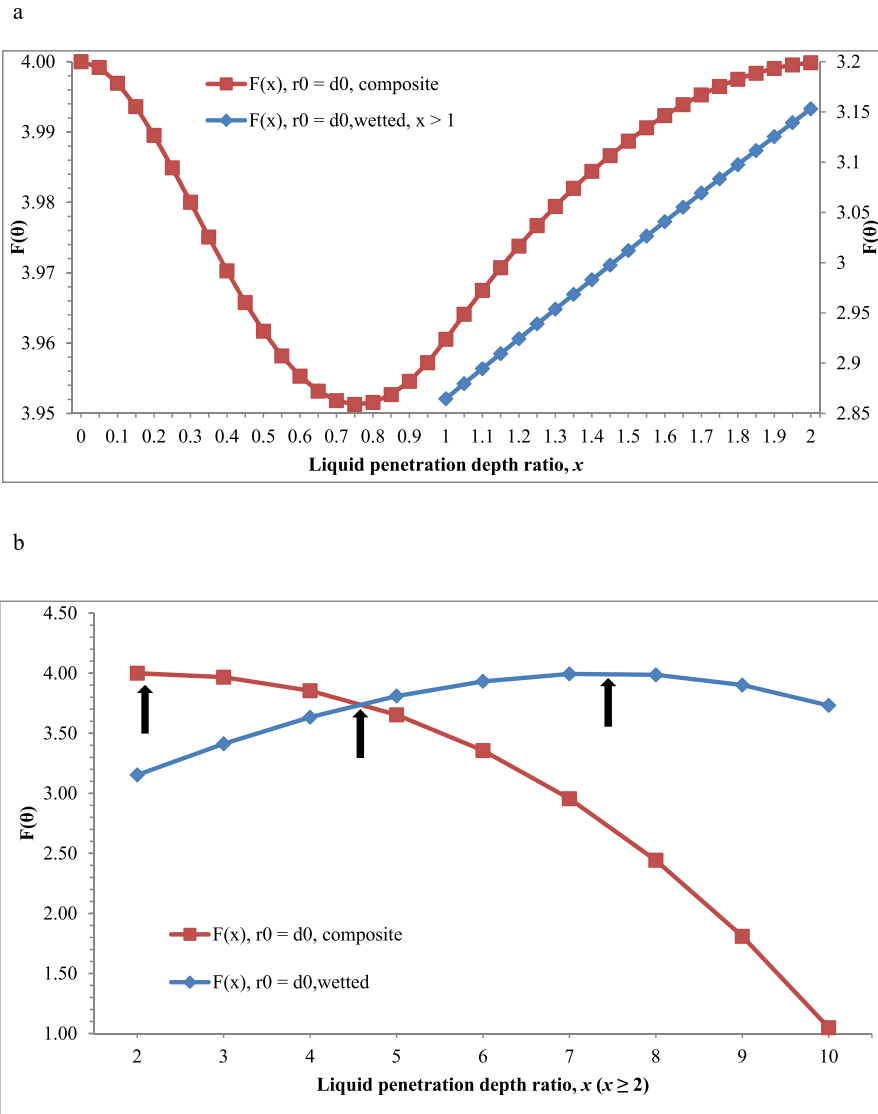 a
4.00
3.99
3.98
3.97
3.96
3.95
F(θ)
F(x), r0 = d0, composite
F(x), r0 = d0,wetted, x > 1
3.2
3.15
3.1
3.05
3
2.95
2.9
2.85
F(θ)
0 0.1 0.2 0.3 0.4 0.5 0.6 0.7 0.8 0.9 1 1.1 1.2 1.3 1.4 1.5 1.6 1.7 1.8 1.9 2
Liquid penetration depth ratio, x
b
4.50
4.00
3.50
3.00
2.50
2.00
1.50
1.00
F(θ)
F(x), r0 = d0, composite
F(x), r0 = d0,wetted
2 3 4 5 6 7 8 9 10
Liquid penetration depth ratio, x (x ≥ 2)